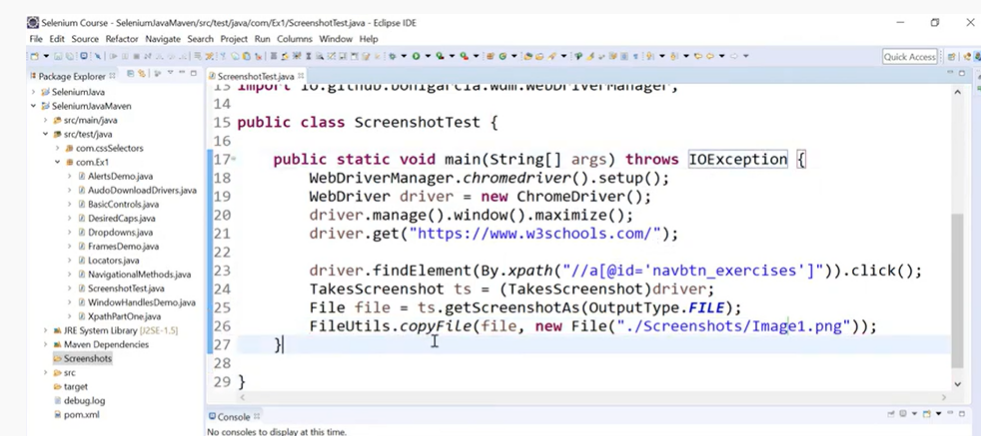 Selenium Course - SeleniumJavaMaven/src/test/java/com/Ex1/ScreenshotTest.java - Eclipse IDE
File Edit Source Refactor Navigate Search Project Run Columns Window Help
Quick Access
Package Explorer
SeleniumJava
SeleniumJavaMaven
src/main/java
src/test/java
com.cssSelectors
com.Ex1
AlertsDemo.java
AudoDownloadDrivers.java
BasicControls.java
DesiredCaps.java
Dropdowns.java
FramesDemo.java
Locators.java
NavigationalMethods.java
ScreenshotTest.java
WindowHandlesDemo.java
XpathPartOne.java
JRE System Library [J2SE-1.5]
Maven Dependencies
Screenshots
src
target
debug.log
pom.xml
ScreenshotTest.java
13 import io.github.bonigarcia.wdm.WebDriverManager;
14
15 public class ScreenshotTest {
16
17 public static void main(String[] args) throws IOException {
18 WebDriverManager.chromedriver().setup();
19 WebDriver driver = new ChromeDriver();
20 driver.manage().window().maximize();
21 driver.get("https://www.w3schools.com/");
22
23 driver.findElement(By.xpath("//a[@id='navbtn_exercises']")).click();
24 TakesScreenshot ts = (TakesScreenshot)driver;
25 File file = ts.getScreenshotAs(OutputType.FILE);
26 FileUtils.copyFile(file, new File("./Screenshots/Image1.png"));
27 }
28
29 }
Console
No consoles to display at this time.